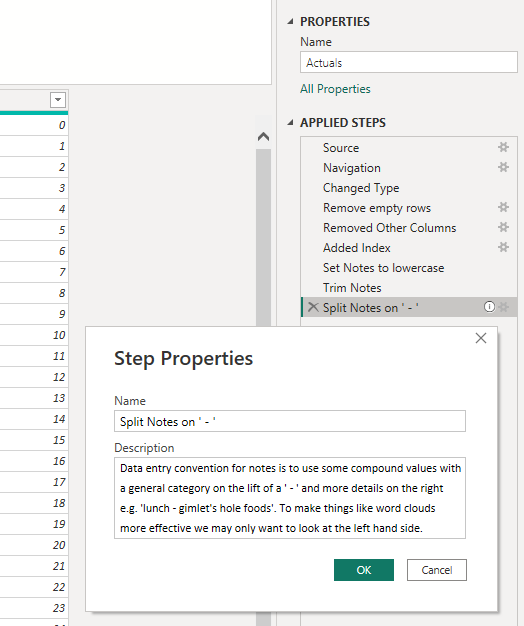 PROPERTIES
Name
Actuals
All Properties
APPLIED STEPS
Source
Navigation
Changed Type
Remove empty rows
Removed Other Columns
Added Index
Set Notes to lowercase
Trim Notes
Split Notes on ' - '
0
1
2
3
4
5
6
7
8
9
10
11
12
13
14
15
16
17
18
19
20
21
22
23
Step Properties
Name
Split Notes on ' - '
Description
Data entry convention for notes is to use some compound values with
a general category on the lift of a ' - ' and more details on the right
e.g. 'lunch - gimlet's hole foods'. To make things like word clouds
more effective we may only want to look at the left hand side.
OK
Cancel